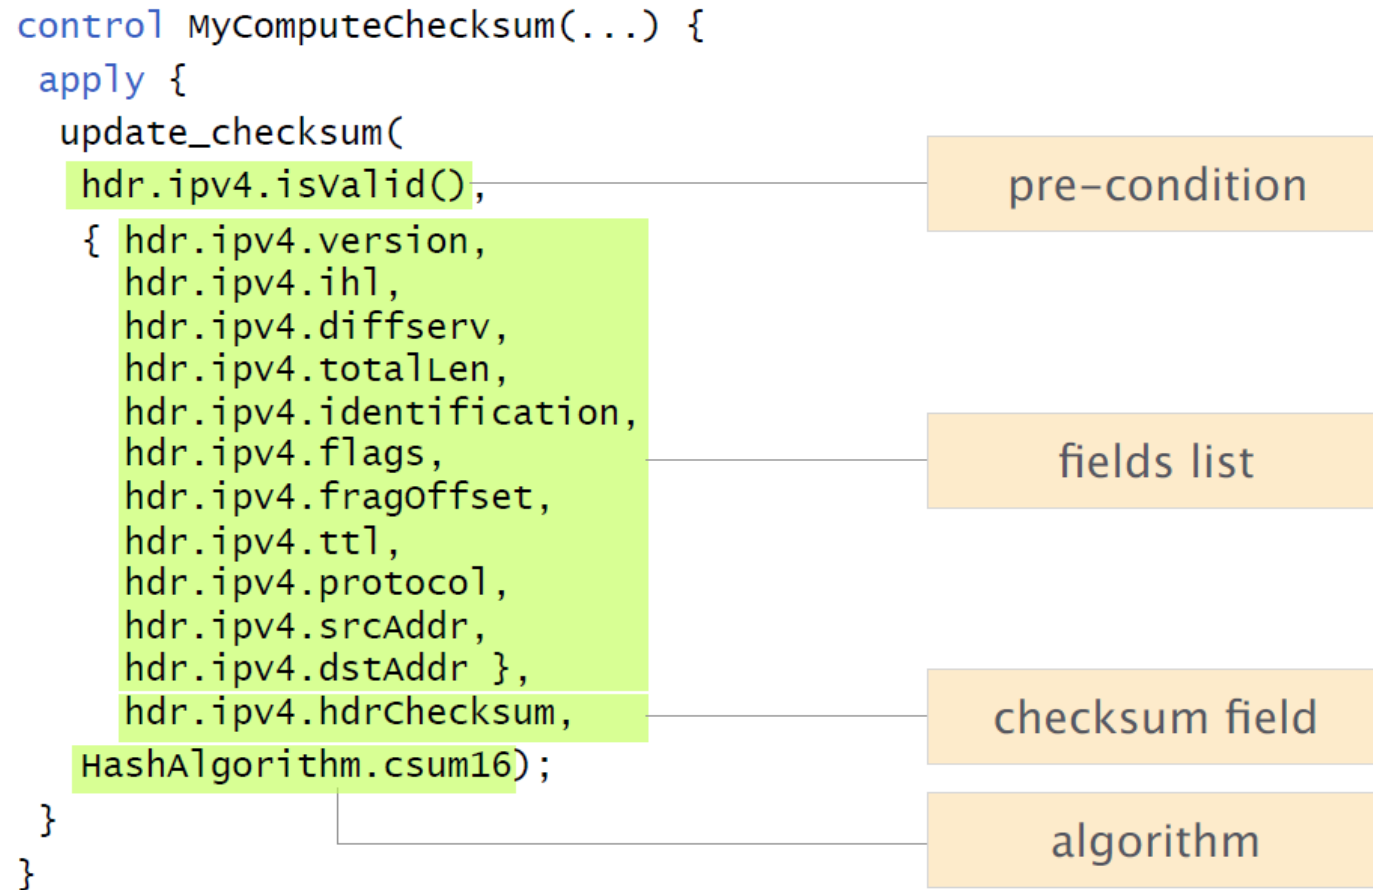 control MyComputeChecksum(...) {
apply {
update_checksum(
hdr.ipv4.isValid(),
pre-condition
{ hdr.ipv4.version,
hdr.ipv4.ihl,
hdr.ipv4.diffserv,
hdr.ipv4.totalLen,
hdr.ipv4.identification,
hdr.ipv4.flags,
fields list
hdr.ipv4.fragOffset,
hdr.ipv4.ttl,
hdr.ipv4.protocol,
hdr.ipv4.srcAddr,
hdr.ipv4.dstAddr },
hdr.ipv4.hdrChecksum,
checksum field
HashAlgorithm.csum16);
}
algorithm
}